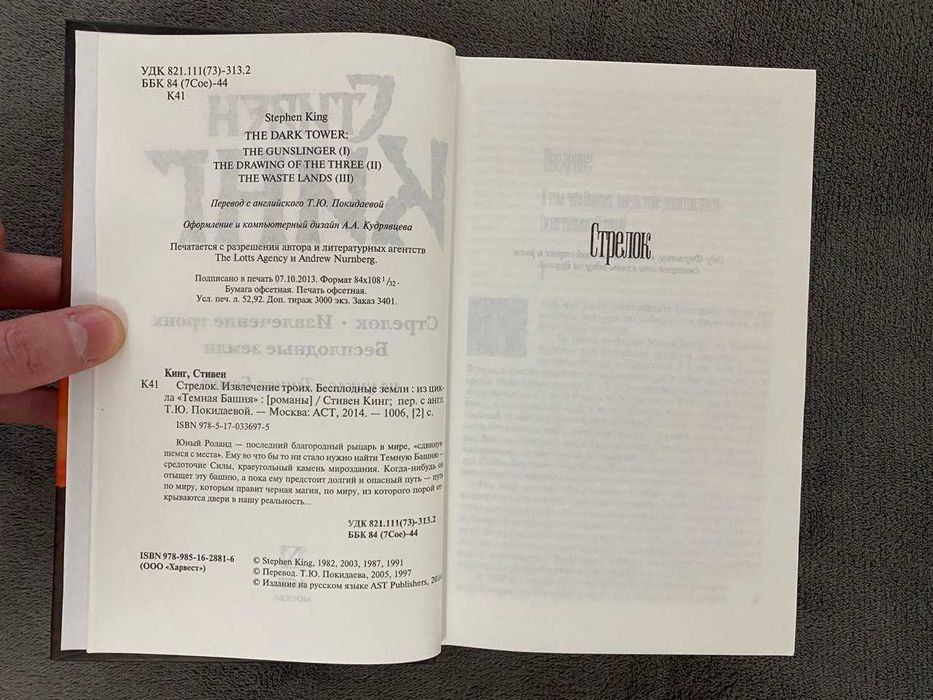 УДК 821.111(73)-313.2
ББК 84 (7Сое)-44
К41
Stephen King
THE DARK TOWER:
THE GUNSLINGER (I)
THE DRAWING OF THE THREE (II)
THE WASTE LANDS (III)
Перевод с английского Т.Ю. Покидаевой
Оформление и компьютерный дизайн А.А. Кудрявцева
Печатается с разрешения автора и литературных агентств
The Lotts Agency и Andrew Nurnberg.
Подписано в печать 07.10.2013. Формат 84х108 1/32.
Бумага офсетная. Печать офсетная.
Усл. печ. л. 52,92. Доп. тираж 3000 экз. Заказ 3401.
Кинг, Стивен
К41 Стрелок. Извлечение троих. Бесплодные земли : из цик-
ла «Темная Башня» : [романы] / Стивен Кинг; пер. с англ.
Т.Ю. Покидаевой. — Москва: АСТ, 2014. — 1006, [2] с.
ISBN 978-5-17-033697-5
Юный Роланд — последний благородный рыцарь в мире, «сдвинув-
шемся с места». Ему во что бы то ни стало нужно найти Темную Башню —
средоточие Силы, краеугольный камень мироздания. Когда-нибудь он
отыщет эту башню, а пока ему предстоит долгий и опасный путь — путь
по миру, которым правит черная магия, по миру, из которого порой от-
крываются двери в нашу реальность...
УДК 821.111(73)-313.2
ББК 84 (7Сое)-44
ISBN 978-985-16-2881-6
(ООО «Харвест»)
© Stephen King, 1982, 2003, 1987, 1991
© Перевод. Т.Ю. Покидаева, 2005, 1997
© Издание на русском языке AST Publishers,
Стрелок